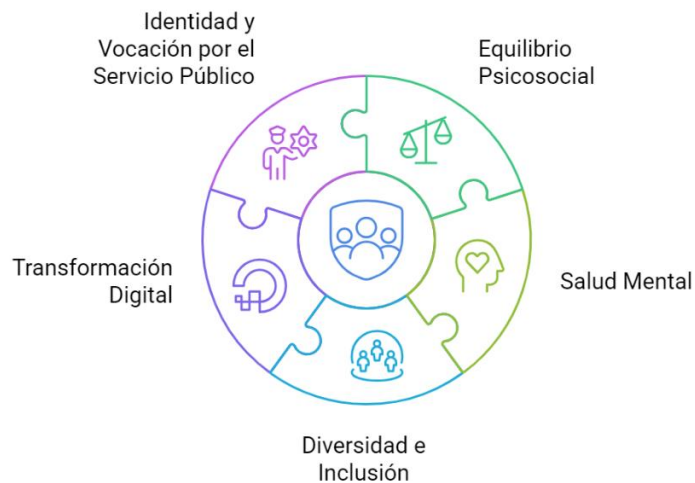 Identidad y
Vocación por el
Servicio Público
Equilibrio
Psicosocial
Transformación
Digital
Salud Mental
Diversidad e
Inclusión